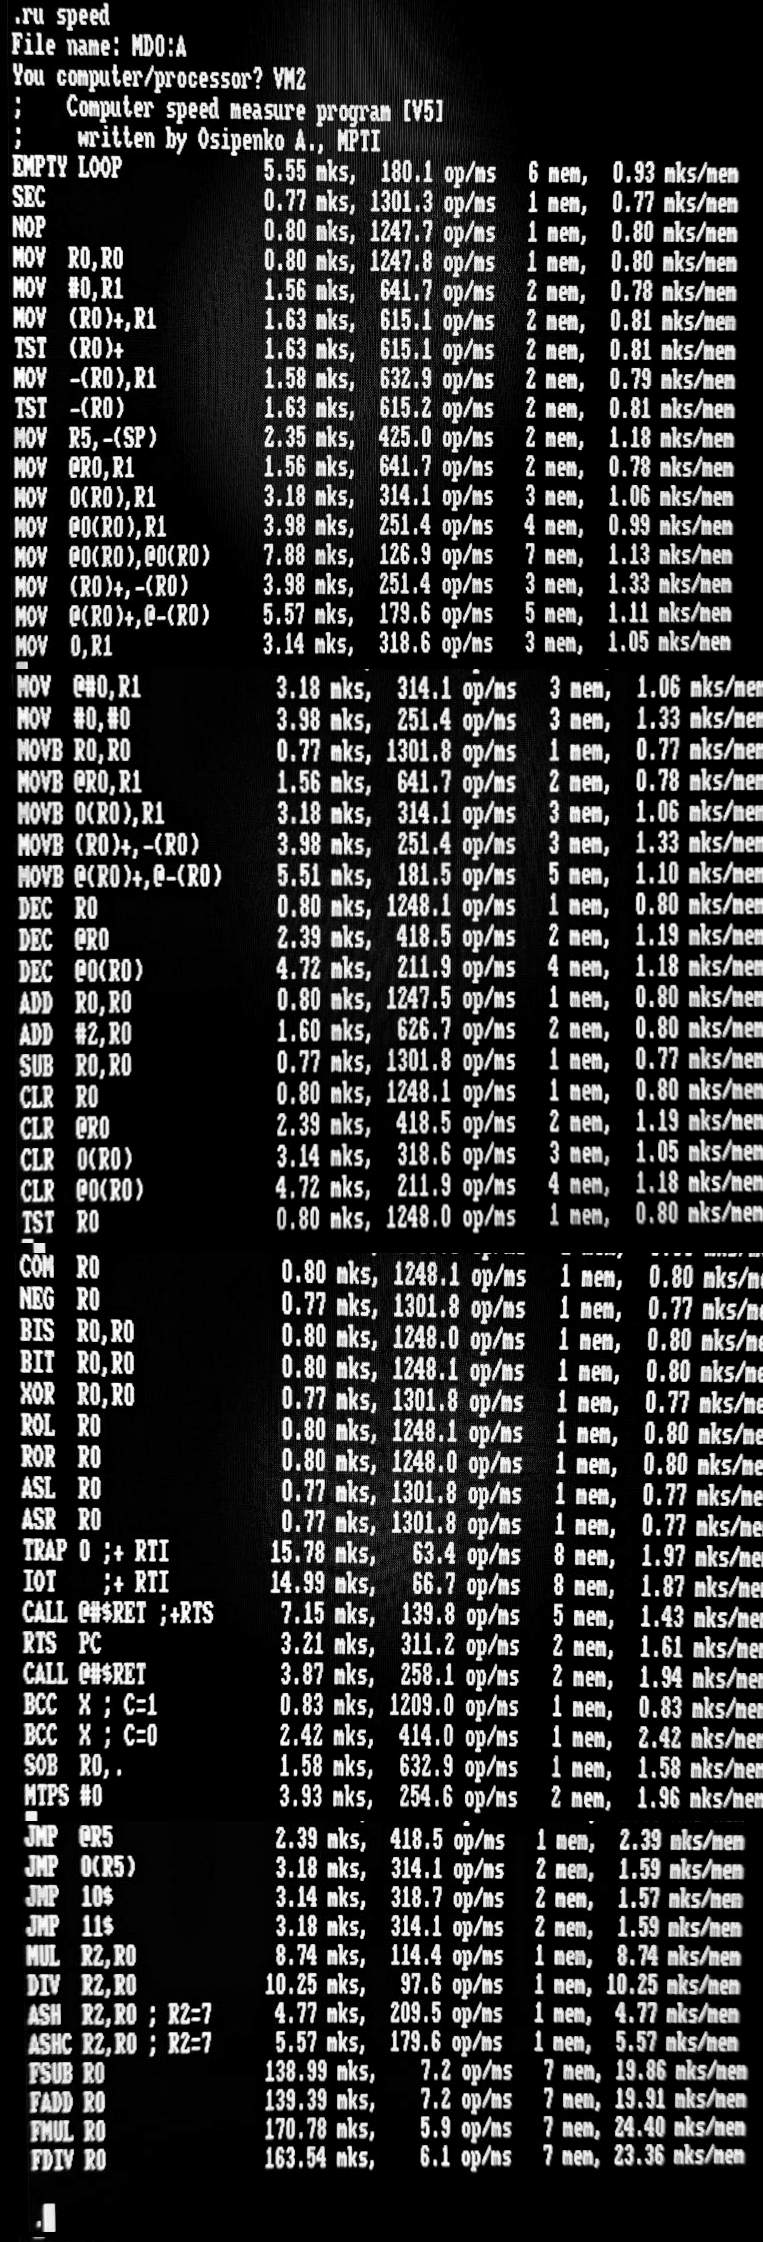 .ru speed
File name: MD0:A
You computer/processor? VM2
;    Computer speed measure program [V5]
;     written by Osipenko A., MPTI
EMPTY LOOP 5.55 mks, 180.1 op/ms 6 mem, 0.93 mks/mem
SEC 0.77 mks, 1301.3 op/ms 1 mem, 0.77 mks/mem
NOP 0.80 mks, 1247.7 op/ms 1 mem, 0.80 mks/mem
MOV R0,R0 0.80 mks, 1247.8 op/ms 1 mem, 0.80 mks/mem
MOV #0,R1 1.56 mks, 641.7 op/ms 2 mem, 0.78 mks/mem
MOV (R0)+,R1 1.63 mks, 615.1 op/ms 2 mem, 0.81 mks/mem
TST (R0)+ 1.63 mks, 615.1 op/ms 2 mem, 0.81 mks/mem
MOV -(R0),R1 1.58 mks, 632.9 op/ms 2 mem, 0.79 mks/mem
TST -(R0) 1.63 mks, 615.2 op/ms 2 mem, 0.81 mks/mem
MOV R5,-(SP) 2.35 mks, 425.0 op/ms 2 mem, 1.18 mks/mem
MOV @R0,R1 1.56 mks, 641.7 op/ms 2 mem, 0.78 mks/mem
MOV 0(R0),R1 3.18 mks, 314.1 op/ms 3 mem, 1.06 mks/mem
MOV @0(R0),R1 3.98 mks, 251.4 op/ms 4 mem, 0.99 mks/mem
MOV @0(R0),@0(R0) 7.88 mks, 126.9 op/ms 7 mem, 1.13 mks/mem
MOV (R0)+,-(R0) 3.98 mks, 251.4 op/ms 3 mem, 1.33 mks/mem
MOV @(R0)+,@-(R0) 5.57 mks, 179.6 op/ms 5 mem, 1.11 mks/mem
MOV 0,R1 3.14 mks, 318.6 op/ms 3 mem, 1.05 mks/mem
MOV @#0,R1 3.18 mks, 314.1 op/ms 3 mem, 1.06 mks/mem
MOV #0,#0 3.98 mks, 251.4 op/ms 3 mem, 1.33 mks/mem
MOVB R0,R0 0.77 mks, 1301.8 op/ms 1 mem, 0.77 mks/mem
MOVB @R0,R1 1.56 mks, 641.7 op/ms 2 mem, 0.78 mks/mem
MOVB 0(R0),R1 3.18 mks, 314.1 op/ms 3 mem, 1.06 mks/mem
MOVB (R0)+,-(R0) 3.98 mks, 251.4 op/ms 3 mem, 1.33 mks/mem
MOVB @(R0)+,@-(R0) 5.51 mks, 181.5 op/ms 5 mem, 1.10 mks/mem
DEC R0 0.80 mks, 1248.1 op/ms 1 mem, 0.80 mks/mem
DEC @R0 2.39 mks, 418.5 op/ms 2 mem, 1.19 mks/mem
DEC @0(R0) 4.72 mks, 211.9 op/ms 4 mem, 1.18 mks/mem
ADD R0,R0 0.80 mks, 1247.5 op/ms 1 mem, 0.80 mks/mem
ADD #2,R0 1.60 mks, 626.7 op/ms 2 mem, 0.80 mks/mem
SUB R0,R0 0.77 mks, 1301.8 op/ms 1 mem, 0.77 mks/mem
CLR R0 0.80 mks, 1248.1 op/ms 1 mem, 0.80 mks/mem
CLR @R0 2.39 mks, 418.5 op/ms 2 mem, 1.19 mks/mem
CLR 0(R0) 3.14 mks, 318.6 op/ms 3 mem, 1.05 mks/mem
CLR @0(R0) 4.72 mks, 211.9 op/ms 4 mem, 1.18 mks/mem
TST R0 0.80 mks, 1248.0 op/ms 1 mem, 0.80 mks/mem
COM R0 0.80 mks, 1248.1 op/ms 1 mem, 0.80 mks/me
NEG R0 0.77 mks, 1301.8 op/ms 1 mem, 0.77 mks/me
BIS R0,R0 0.80 mks, 1248.0 op/ms 1 mem, 0.80 mks/me
BIT R0,R0 0.80 mks, 1248.1 op/ms 1 mem, 0.80 mks/me
XOR R0,R0 0.77 mks, 1301.8 op/ms 1 mem, 0.77 mks/me
ROL R0 0.80 mks, 1248.1 op/ms 1 mem, 0.80 mks/me
ROR R0 0.80 mks, 1248.0 op/ms 1 mem, 0.80 mks/me
ASL R0 0.77 mks, 1301.8 op/ms 1 mem, 0.77 mks/me
ASR R0 0.77 mks, 1301.8 op/ms 1 mem, 0.77 mks/me
TRAP 0 ;+ RTI 15.78 mks, 63.4 op/ms 8 mem, 1.97 mks/mem
IOT ;+ RTI 14.99 mks, 66.7 op/ms 8 mem, 1.87 mks/mem
CALL @#$RET ;+RTS 7.15 mks, 139.8 op/ms 5 mem, 1.43 mks/mem
RTS PC 3.21 mks, 311.2 op/ms 2 mem, 1.61 mks/mem
CALL @#$RET 3.87 mks, 258.1 op/ms 2 mem, 1.94 mks/mem
BCC X ; C=1 0.83 mks, 1209.0 op/ms 1 mem, 0.83 mks/mem
BCC X ; C=0 2.42 mks, 414.0 op/ms 1 mem, 2.42 mks/mem
SOB R0,. 1.58 mks, 632.9 op/ms 1 mem, 1.58 mks/mem
MTPS #0 3.93 mks, 254.6 op/ms 2 mem, 1.96 mks/mem
JMP @R5 2.39 mks, 418.5 op/ms 1 mem, 2.39 mks/mem
JMP 0(R5) 3.18 mks, 314.1 op/ms 2 mem, 1.59 mks/mem
JMP 10$ 3.14 mks, 318.7 op/ms 2 mem, 1.57 mks/mem
JMP 11$ 3.18 mks, 314.1 op/ms 2 mem, 1.59 mks/mem
MUL R2,R0 8.74 mks, 114.4 op/ms 1 mem, 8.74 mks/mem
DIV R2,R0 10.25 mks, 97.6 op/ms 1 mem, 10.25 mks/mem
ASH R2,R0 ; R2=7 4.77 mks, 209.5 op/ms 1 mem, 4.77 mks/mem
ASHC R2,R0 ; R2=7 5.57 mks, 179.6 op/ms 1 mem, 5.57 mks/mem
FSUB R0 138.99 mks, 7.2 op/ms 7 mem, 19.86 mks/mem
FADD R0 139.39 mks, 7.2 op/ms 7 mem, 19.91 mks/mem
FMUL R0 170.78 mks, 5.9 op/ms 7 mem, 24.40 mks/mem
FDIV R0 163.54 mks, 6.1 op/ms 7 mem, 23.36 mks/mem
.